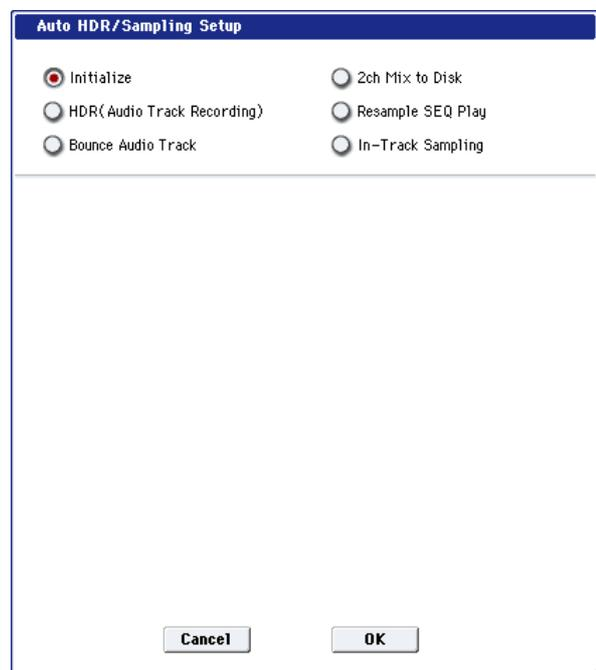 Auto HDR/Sampling Setup
Initialize
2ch Mix to Disk
HDR(Audio Track Recording)
Resample SEQ Play
Bounce Audio Track
In-Track Sampling
Cancel
OK